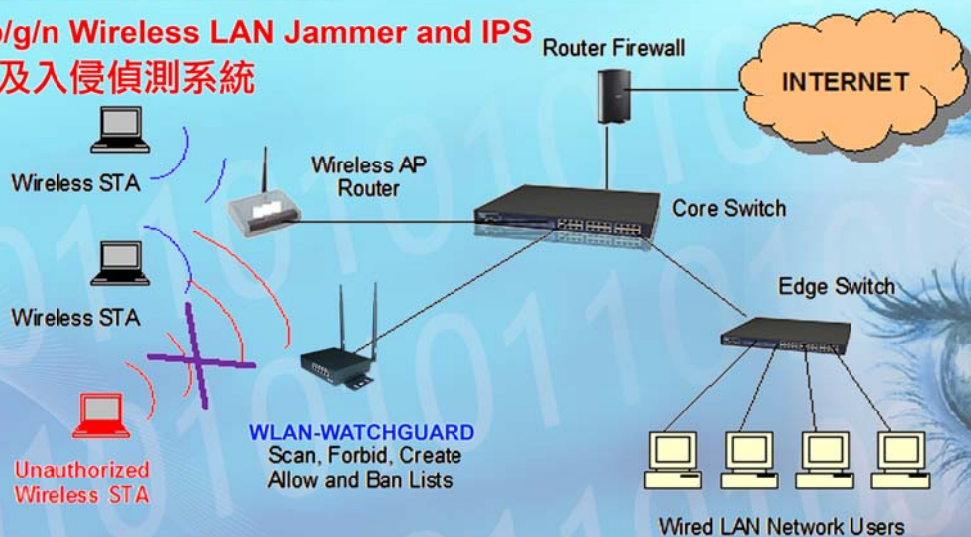 b/g/n Wireless LAN Jammer and IPS
及入侵偵測系統
Router Firewall
INTERNET
Wireless STA
Wireless AP
Router
Core Switch
Wireless STA
Edge Switch
WLAN-WATCHGUARD
Scan, Forbid, Create
Allow and Ban Lists
Unauthorized
Wireless STA
Wired LAN Network Users